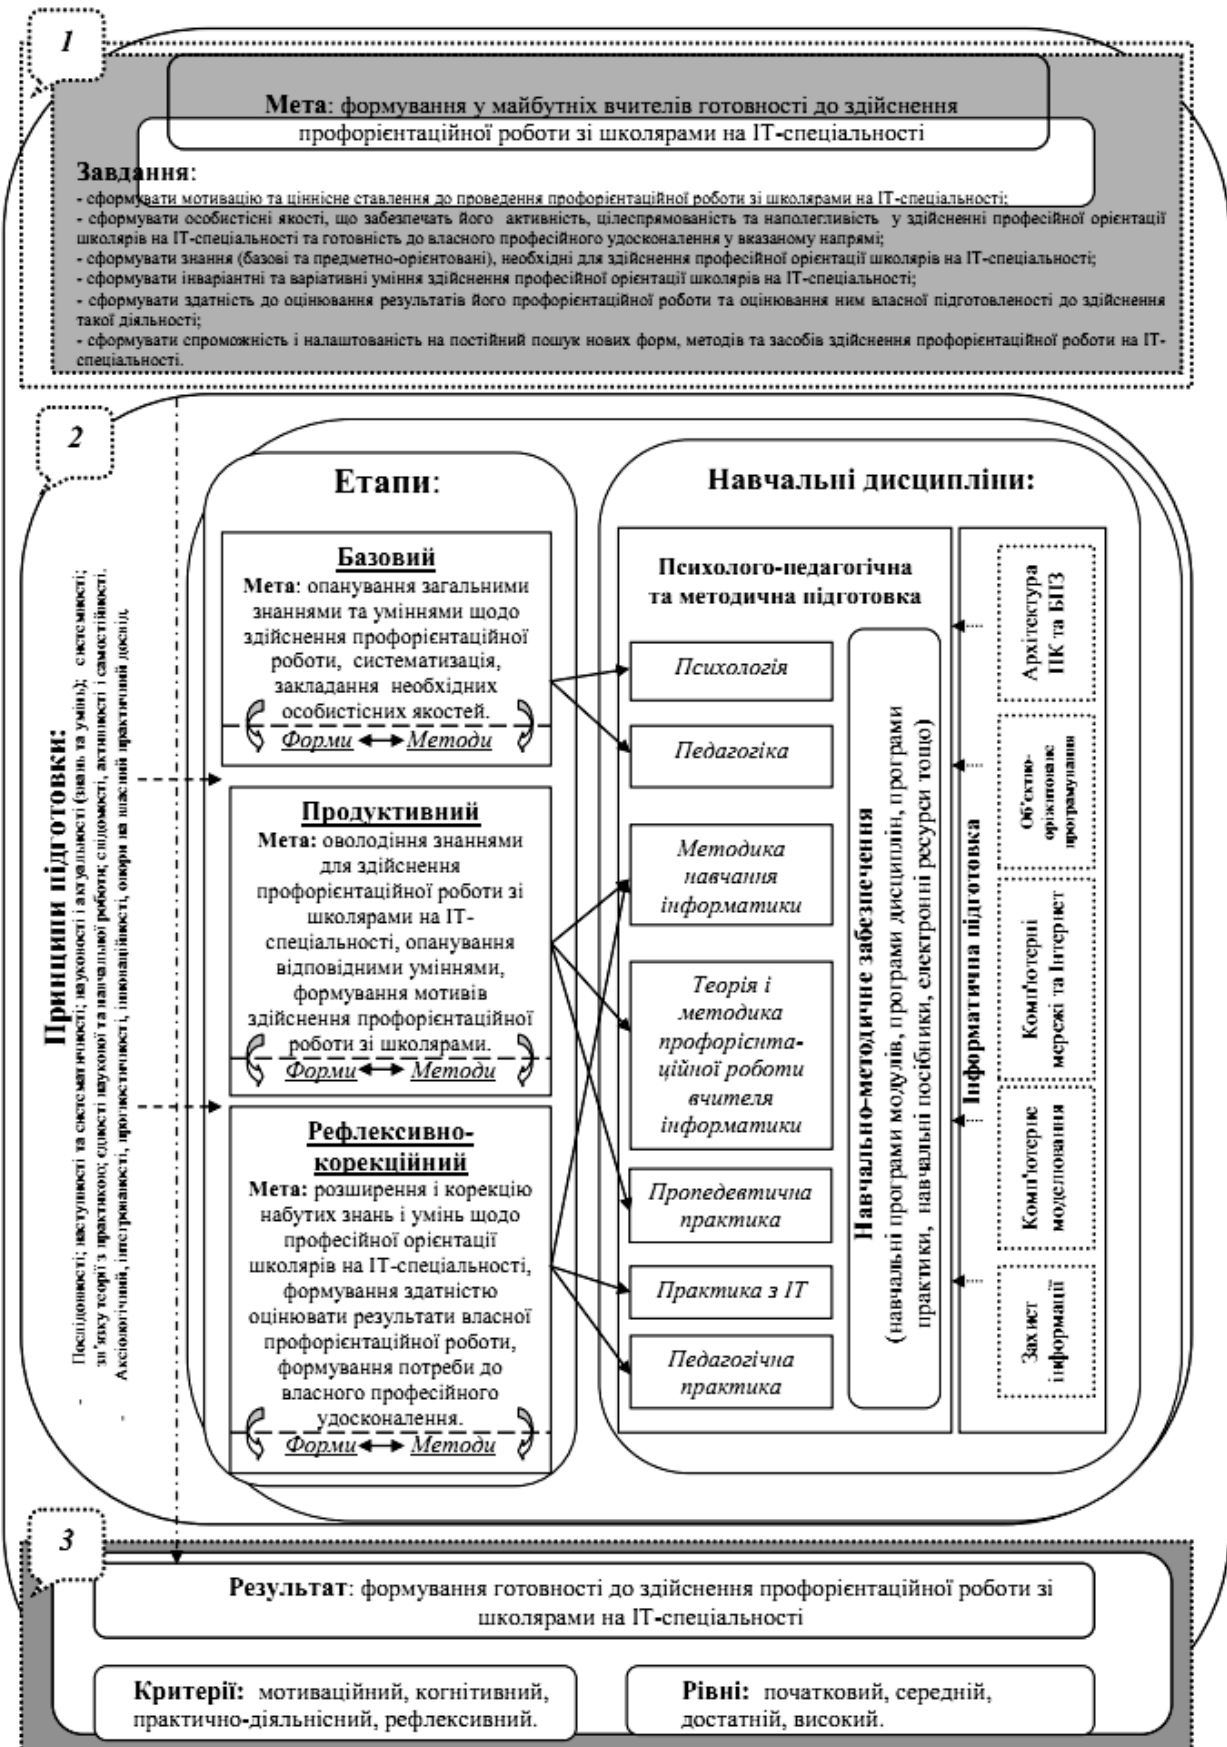 1
Мета: формування у майбутніх вчителів готовності до здійснення
профорієнтаційної роботи зі школярами на ІТ-спеціальності
Завдання:
- сформувати мотивацію та ціннісне ставлення до проведення профорієнтаційної роботи зі школярами на ІТ-спеціальності;
- сформувати особистісні якості, що забезпечать його активність, цілеспрямованість та наполегливість у здійсненні професійної орієнтації
школярів на ІТ-спеціальності та готовність до власного професійного удосконалення у вказаному напрямі;
- сформувати знання (базові та предметно-орієнтовані), необхідні для здійснення професійної орієнтації школярів на ІТ-спеціальності;
- сформувати інваріантні та варіативні уміння здійснення професійної орієнтації школярів на ІТ-спеціальності;
- сформувати здатність до оцінювання результатів його профорієнтаційної роботи та оцінювання ним власної підготовленості до здійснення
такої діяльності;
- сформувати спроможність і налаштованість на постійний пошук нових форм, методів та засобів здійснення профорієнтаційної роботи на ІТ-
спеціальності.
2
Принципи підготовки:
- Послідовності; наступності та систематичності; науковості і актуальності (знань та умінь); системності;
зв'язку теорії з практикою; єдності наукової та навчальної роботи; свідомості, активності і самостійності.
- Аксіологічний, інтегрованості, прогностичності, інноваційності, опори на власний практичний досвід.
Етапи:
Базовий
Мета: опанування загальними
знаннями та уміннями щодо
здійснення профорієнтаційної
роботи, систематизація,
закладання необхідних
особистісних якостей.
Форми Методи
Продуктивний
Мета: оволодіння знаннями
для здійснення
профорієнтаційної роботи зі
школярами на ІТ-
спеціальності, опанування
відповідними уміннями,
формування мотивів
здійснення профорієнтаційної
роботи зі школярами.
Форми Методи
Рефлексивно-
корекційний
Мета: розширення і корекцію
набутих знань і умінь щодо
професійної орієнтації
школярів на ІТ-спеціальності,
формування здатністю
оцінювати результати власної
профорієнтаційної роботи,
формування потреби до
власного професійного
удосконалення.
Форми Методи
Навчальні дисципліни:
Психолого-педагогічна
та методична підготовка
Психологія
Педагогіка
Методика
навчання
інформатики
Теорія і
методика
профорієнта-
ційної роботи
вчителя
інформатики
Пропедевтична
практика
Практика з ІТ
Педагогічна
практика
Навчально-методичне забезпечення
(навчальні програми модулів, програми дисциплін, програми
практики, навчальні посібники, електронні ресурси тощо)
Інформатична підготовка
Архітектура
ПК та БПЗ
Об'єктно-
оріжитоване
програмування
Комп'ютерні
мережі та Інтернет
Комп'ютерне
моделювання
Захист
інформації
3
Результат: формування готовності до здійснення профорієнтаційної роботи зі
школярами на ІТ-спеціальності
Критерії: мотиваційний, когнітивний,
практично-діяльнісний, рефлексивний.
Рівні: початковий, середній,
достатній, високий.